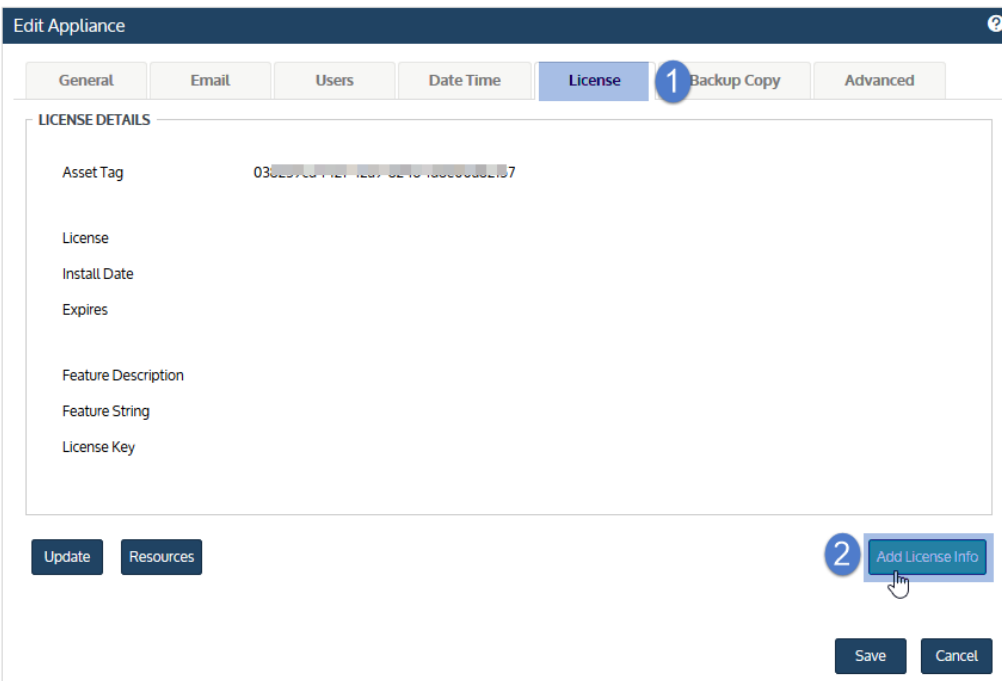 Edit Appliance
General Email Users Date Time License 1 Backup Copy Advanced
LICENSE DETAILS
Asset Tag
License
Install Date
Expires
Feature Description
Feature String
License Key
Update Resources 2 Add License Info
Save Cancel